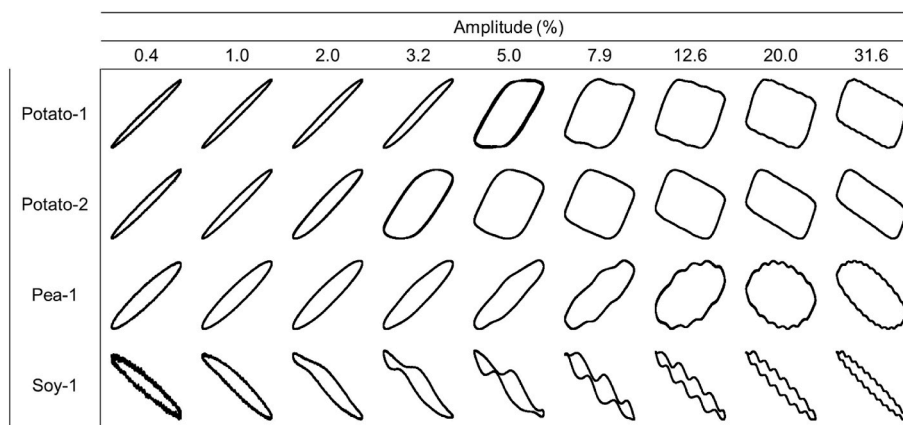 Amplitude (%)
0.4 1.0 2.0 3.2 5.0 7.9 12.6 20.0 31.6
Potato-1
Potato-2
Pea-1
Soy-1